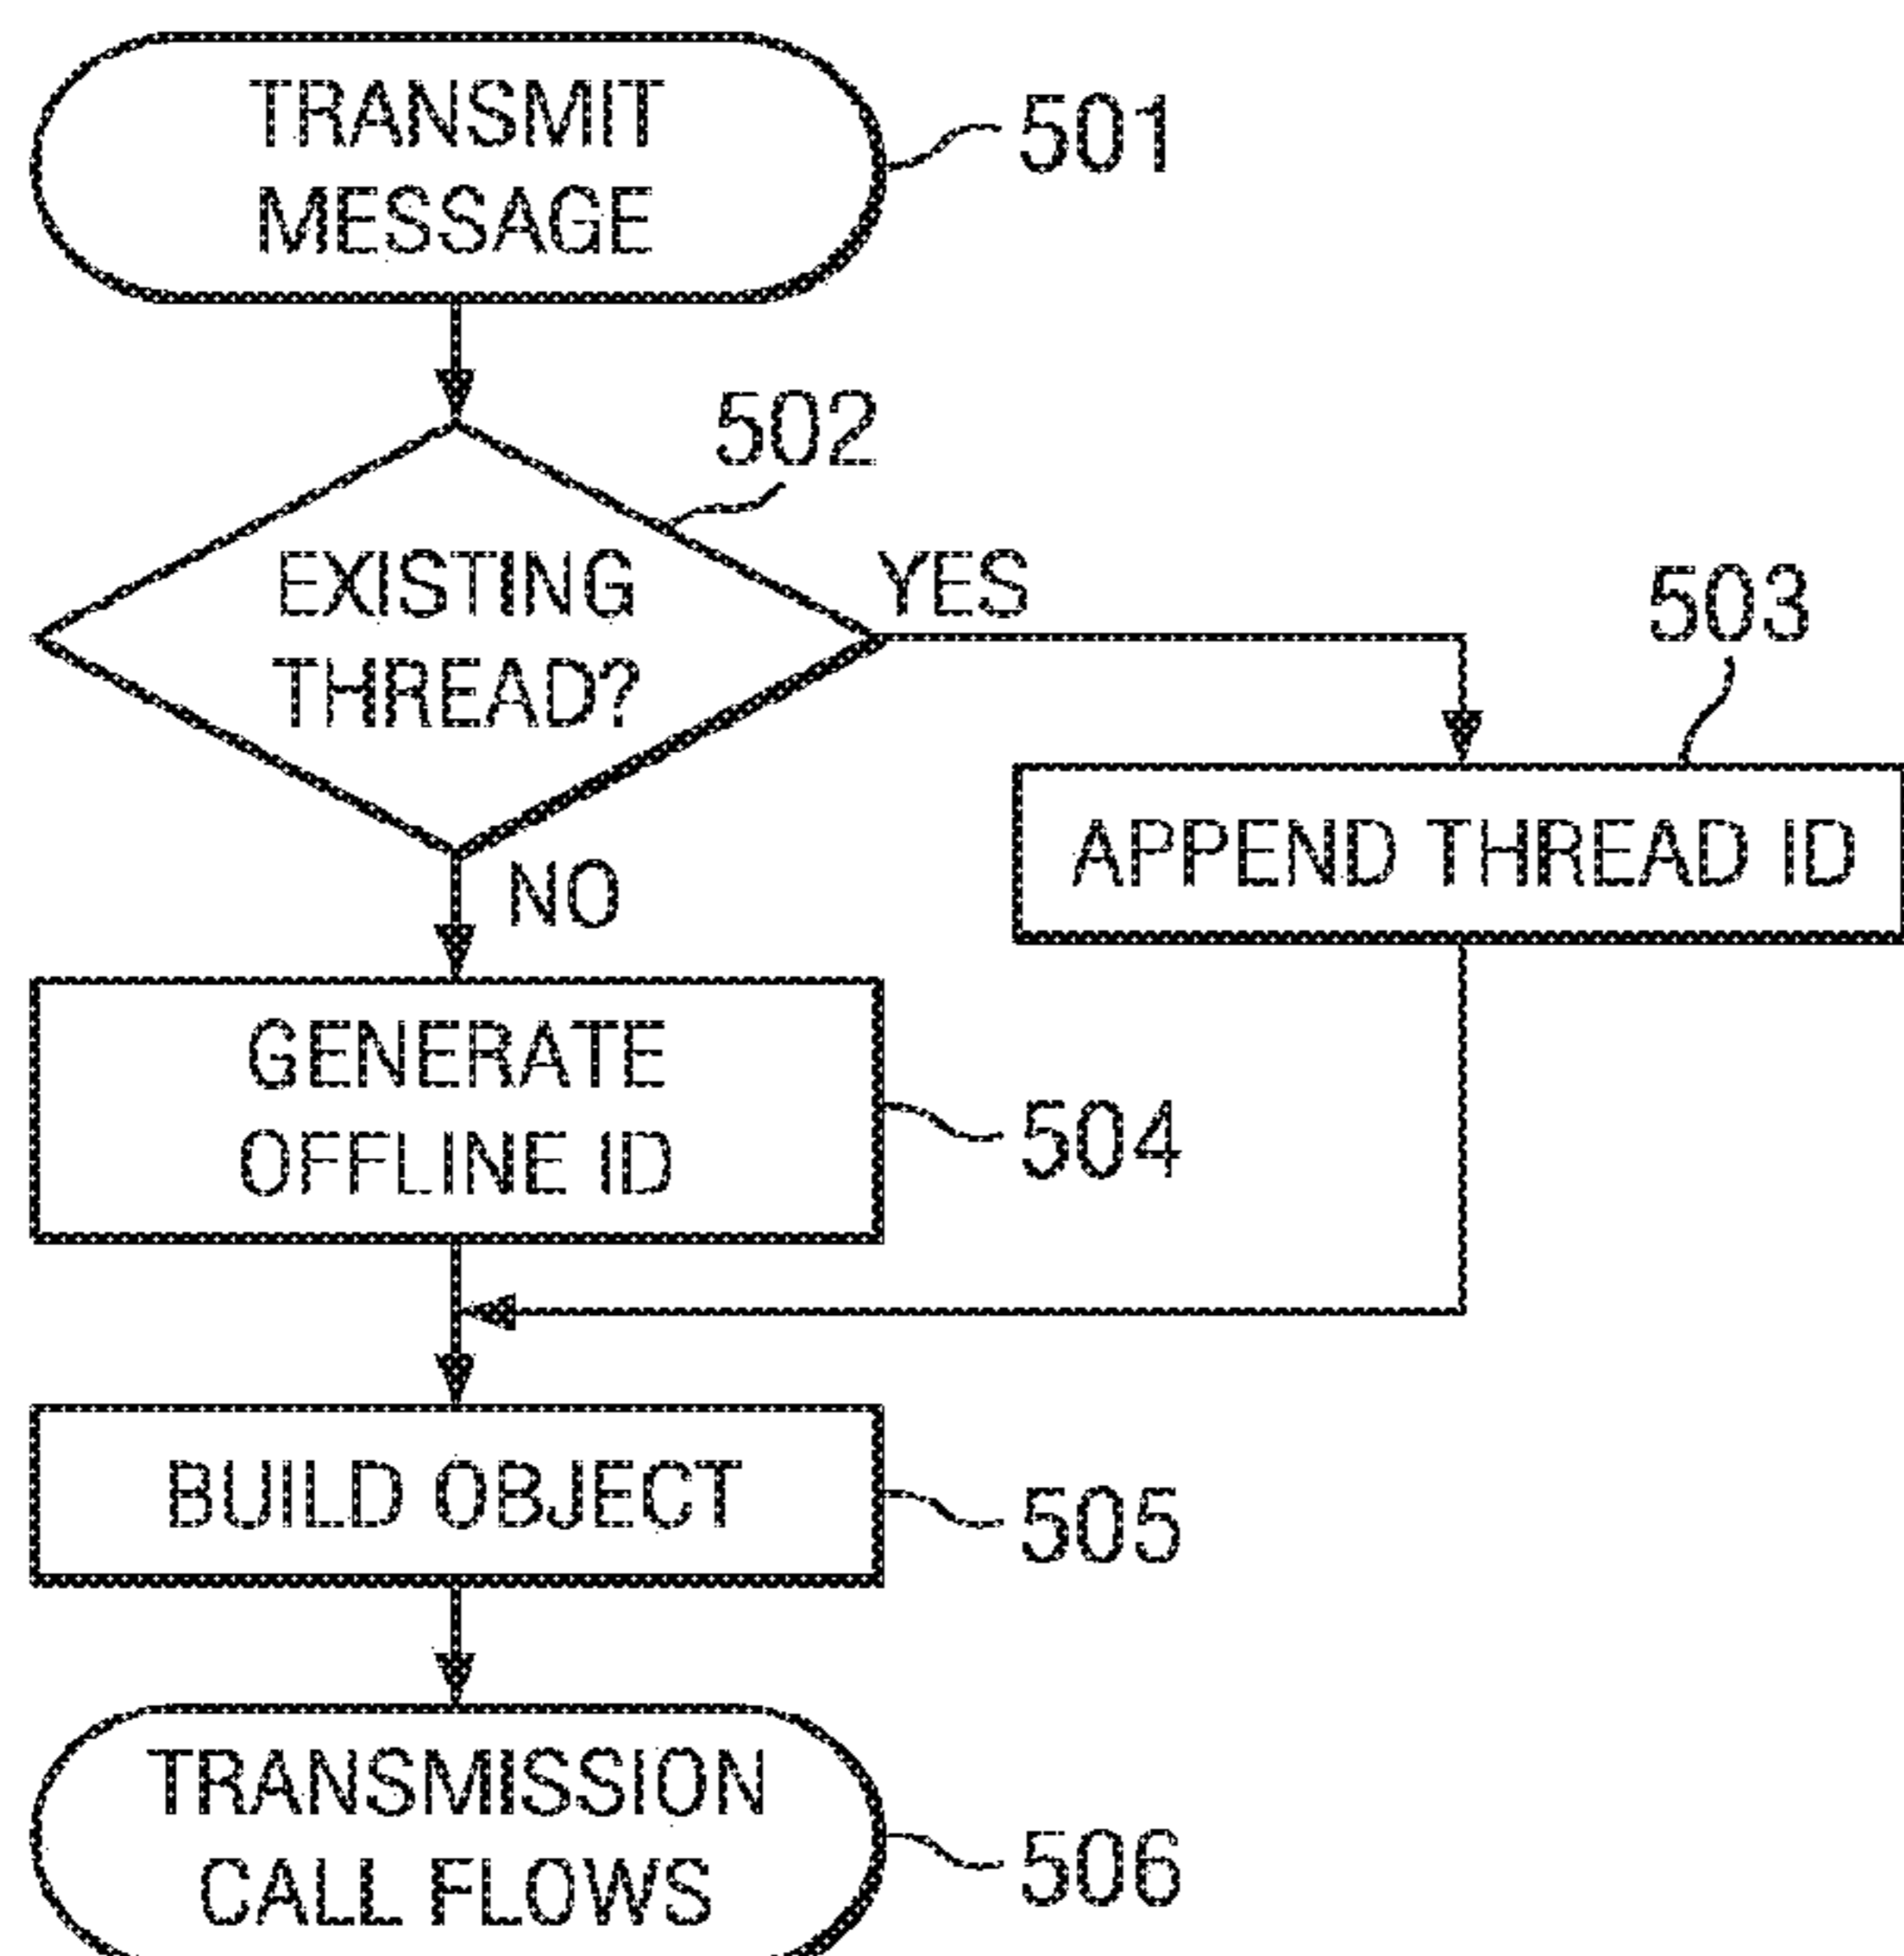 TRANSMIT
MESSAGE
501
502
EXISTING
THREAD?
YES
503
APPEND THREAD ID
NO
GENERATE
OFFLINE ID
504
BUILD OBJECT
505
TRANSMISSION
CALL FLOWS
506